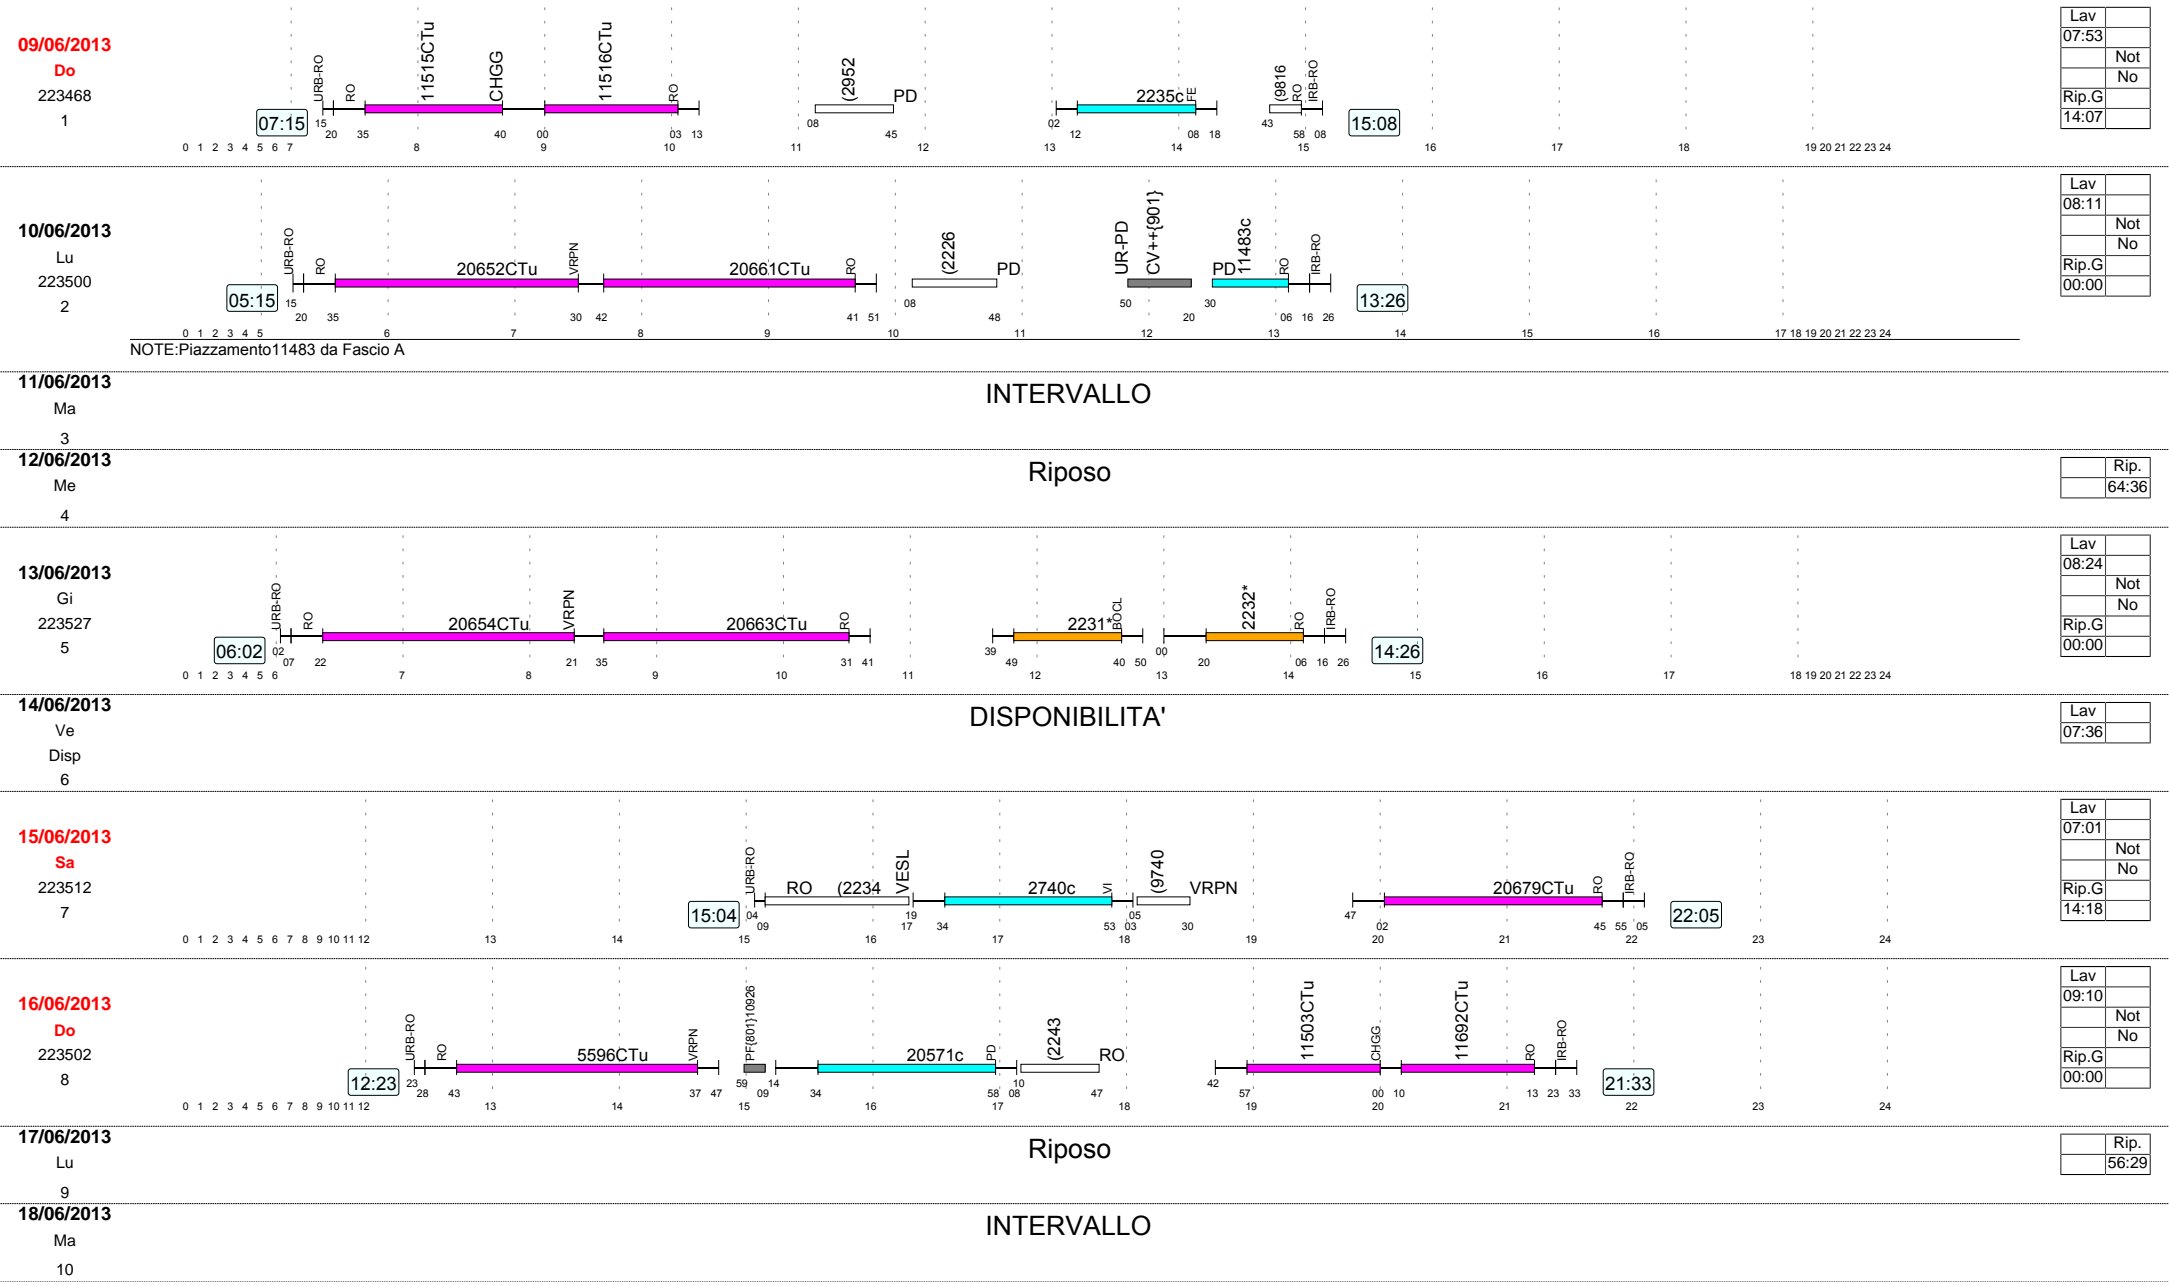 09/06/2013
Do
223468
1
07:15
URB-RO
RO
11515CTu
CHGG
11516CTu
RO
(2952
PD
2235c
FE
(9816
RO
IRB-RO
15:08
15 20 35 40 00 03 13 08 45 02 12 08 18 43 58 08
0 1 2 3 4 5 6 7 8 9 10 11 12 13 14 15 16 17 18 19 20 21 22 23 24
Lav
07:53
Not
No
Rip.G
14:07
10/06/2013
Lu
223500
2
05:15
URB-RO
RO
20652CTu
VRPN
20661CTu
RO
(2226
PD
UR-PD
CV++{901}
PD
11483c
RO
IRB-RO
13:26
15 20 35 30 42 41 51 08 48 50 20 30 06 16 26
0 1 2 3 4 5 6 7 8 9 10 11 12 13 14 15 16 17 18 19 20 21 22 23 24
NOTE:Piazzamento11483 da Fascio A
Lav
08:11
Not
No
Rip.G
00:00
11/06/2013
Ma
3
INTERVALLO
12/06/2013
Me
4
Riposo
Rip.
64:36
13/06/2013
Gi
223527
5
06:02
URB-RO
RO
20654CTu
VRPN
20663CTu
RO
2231*
BOCL
2232*
RO
IRB-RO
14:26
02 07 22 21 35 31 41 39 49 40 50 00 20 06 16 26
0 1 2 3 4 5 6 7 8 9 10 11 12 13 14 15 16 17 18 19 20 21 22 23 24
Lav
08:24
Not
No
Rip.G
00:00
14/06/2013
Ve
Disp
6
DISPONIBILITA'
Lav
07:36
15/06/2013
Sa
223512
7
15:04
URB-RO
RO
(2234
VESL
2740c
VI
(9740
VRPN
20679CTu
RO
IRB-RO
22:05
04 09 17 19 34 53 03 05 30 47 02 45 55 05
0 1 2 3 4 5 6 7 8 9 10 11 12 13 14 15 16 17 18 19 20 21 22 23 24
Lav
07:01
Not
No
Rip.G
14:18
16/06/2013
Do
223502
8
12:23
URB-RO
RO
5596CTu
VRPN
PF{801}10926
20571c
PD
(2243
RO
11503CTu
CHGG
11692CTu
RO
IRB-RO
21:33
23 28 43 37 47 59 09 14 34 58 08 10 47 42 57 00 10 13 23 33
0 1 2 3 4 5 6 7 8 9 10 11 12 13 14 15 16 17 18 19 20 21 22 23 24
Lav
09:10
Not
No
Rip.G
00:00
17/06/2013
Lu
9
Riposo
Rip.
56:29
18/06/2013
Ma
10
INTERVALLO